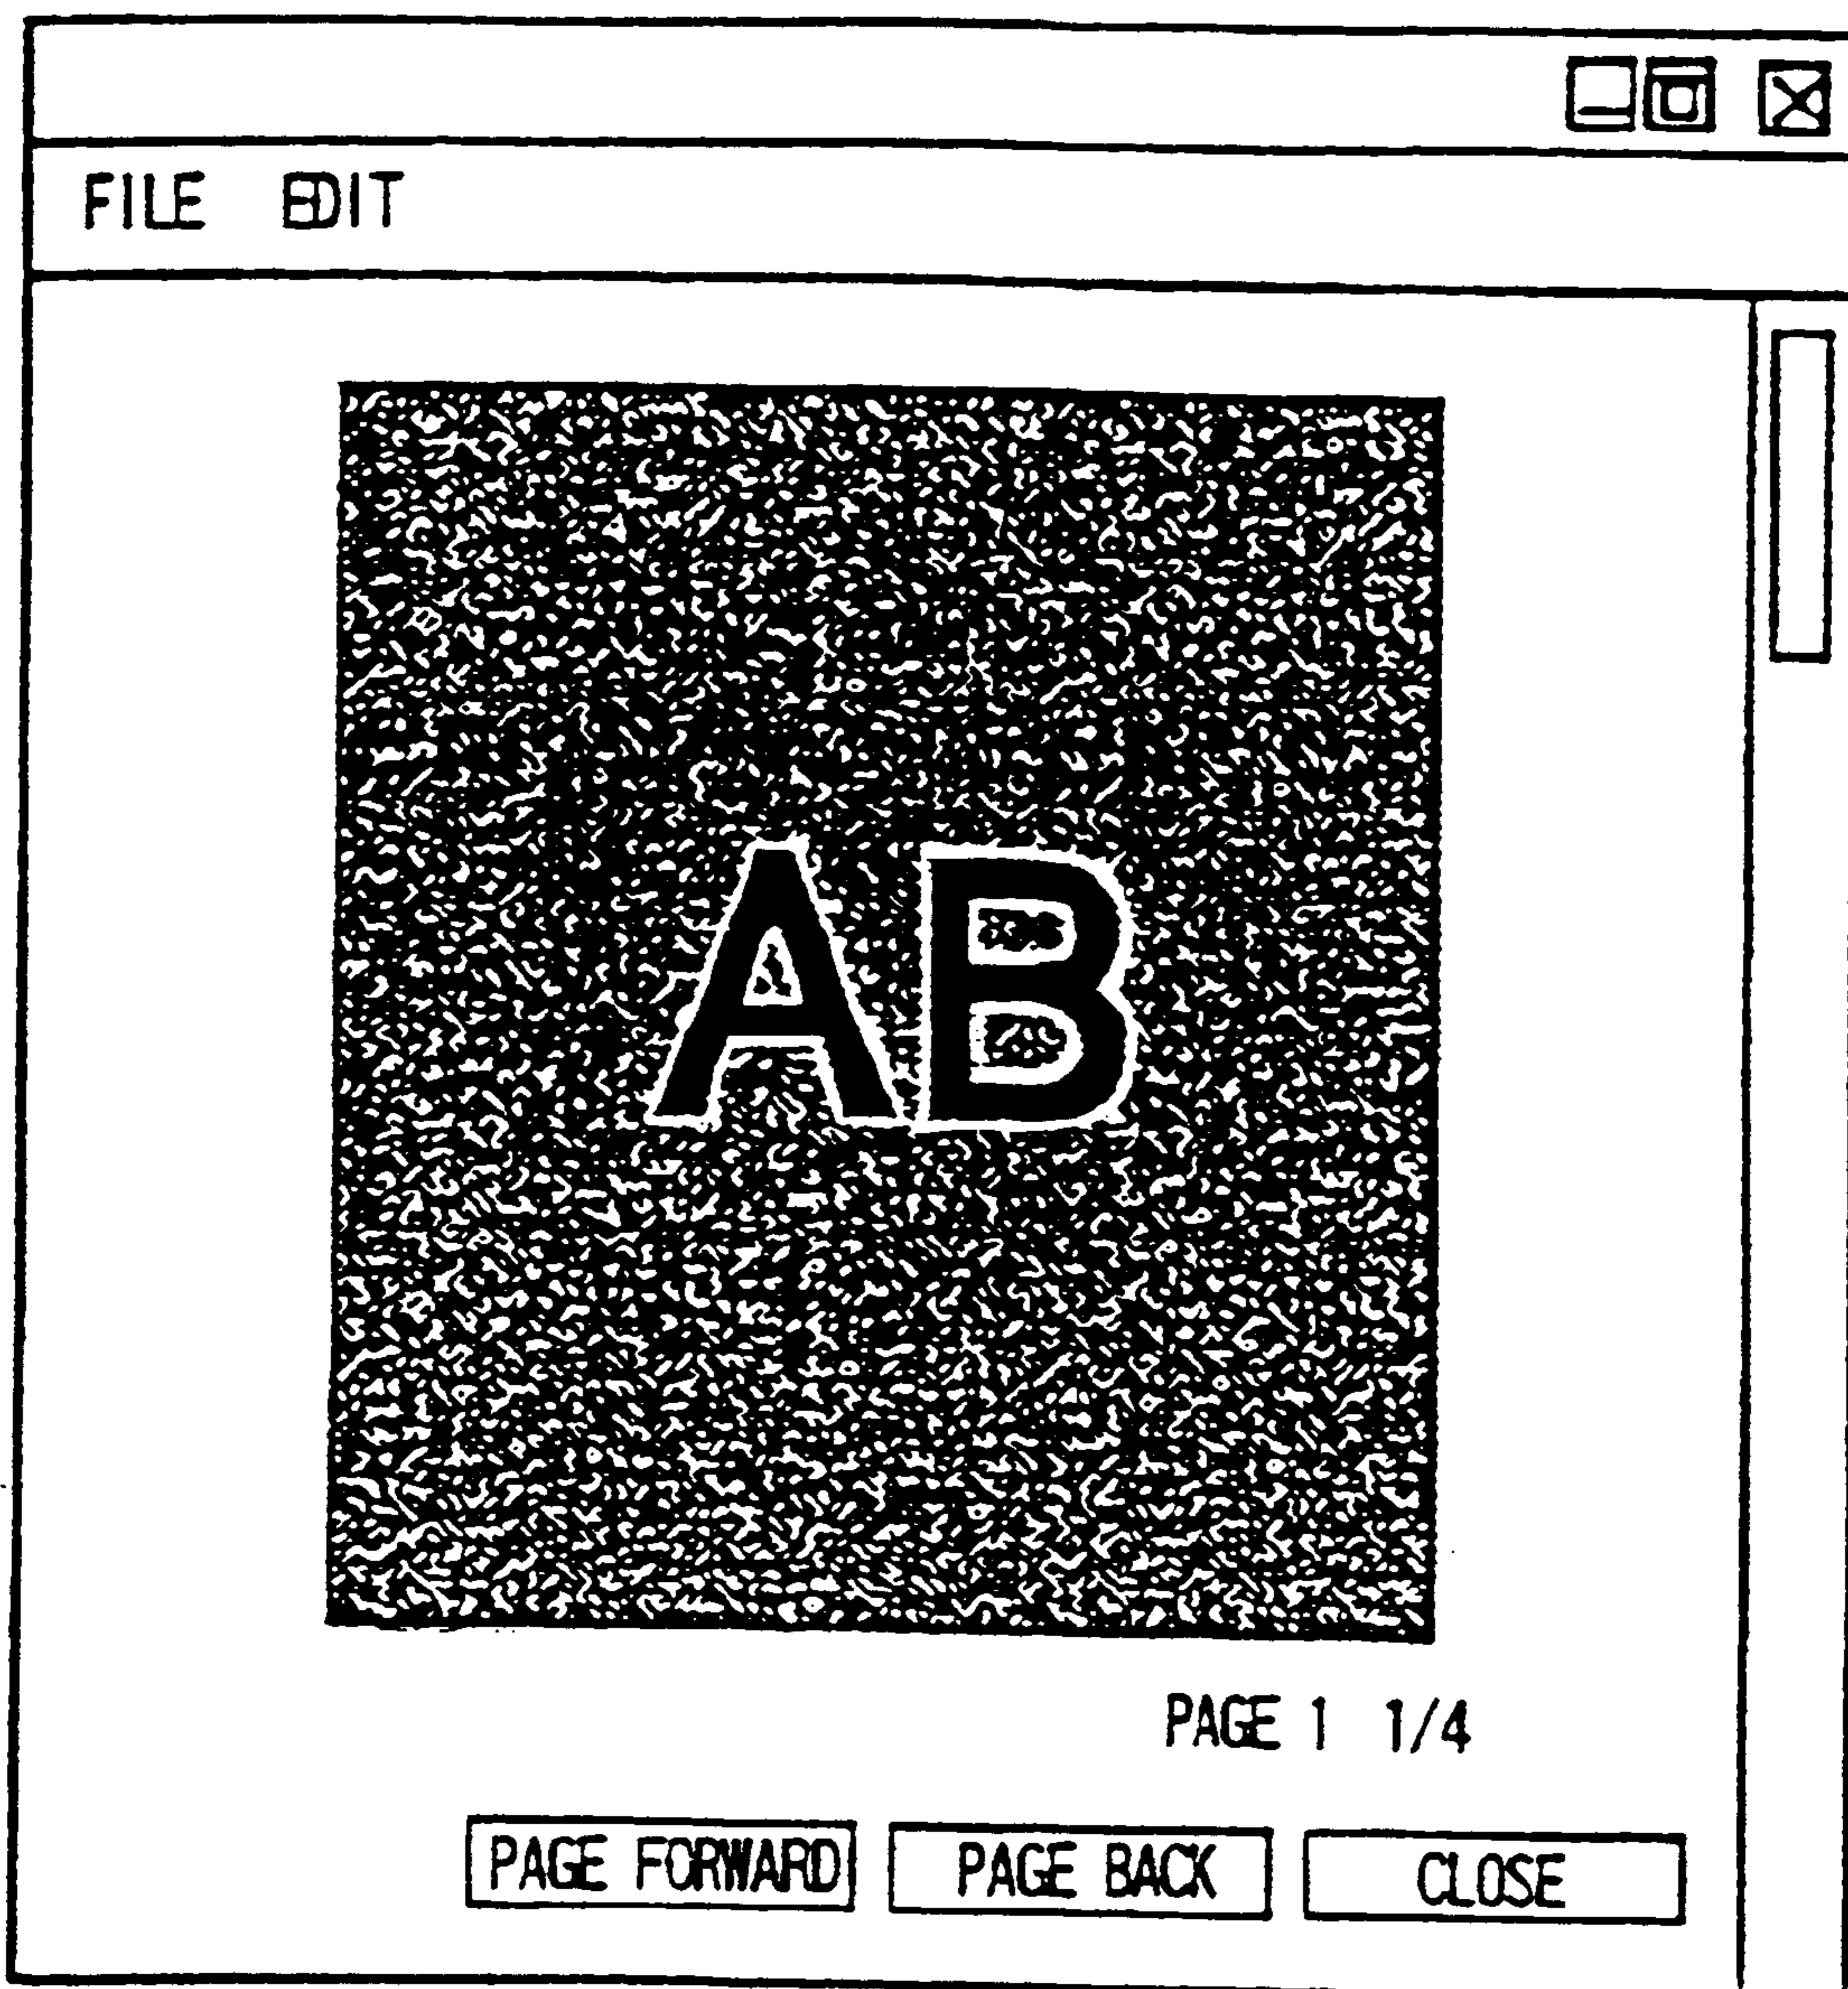 FILE EDIT
AB
PAGE 1 1/4
PAGE FORWARD PAGE BACK CLOSE